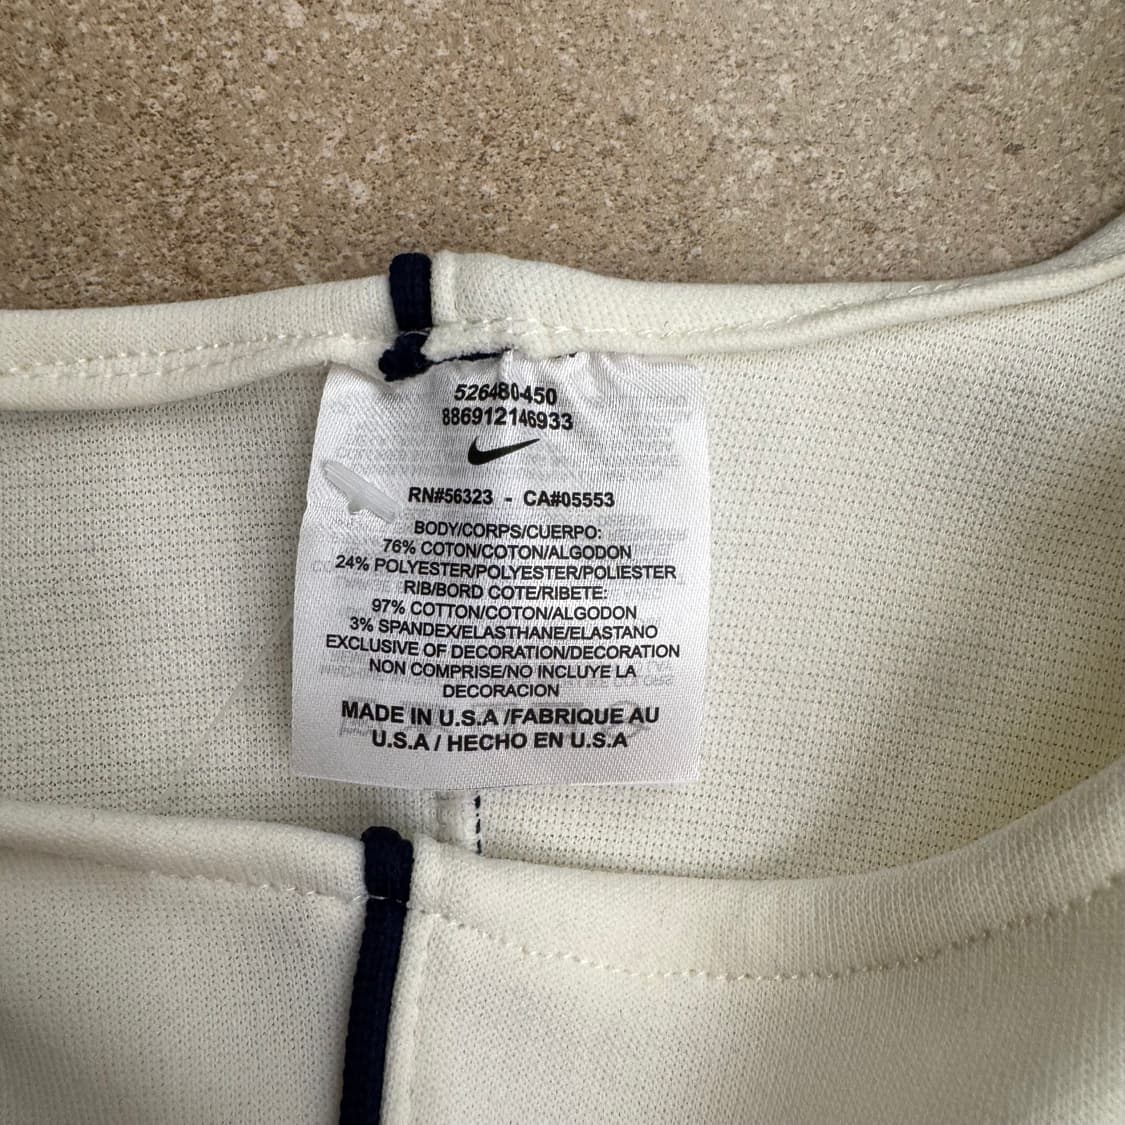 526480-450
886912146933
RN#56323 - CA#05553
BODY/CORPS/CUERPO:
76% COTON/COTON/ALGODON
24% POLYESTER/POLYESTER/POLIESTER
RIB/BORD COTE/RIBETE:
97% COTTON/COTON/ALGODON
3% SPANDEX/ELASTHANE/ELASTANO
EXCLUSIVE OF DECORATION/DECORATION
NON COMPRISE/NO INCLUYE LA
DECORACION
MADE IN U.S.A /FABRIQUE AU
U.S.A / HECHO EN U.S.A